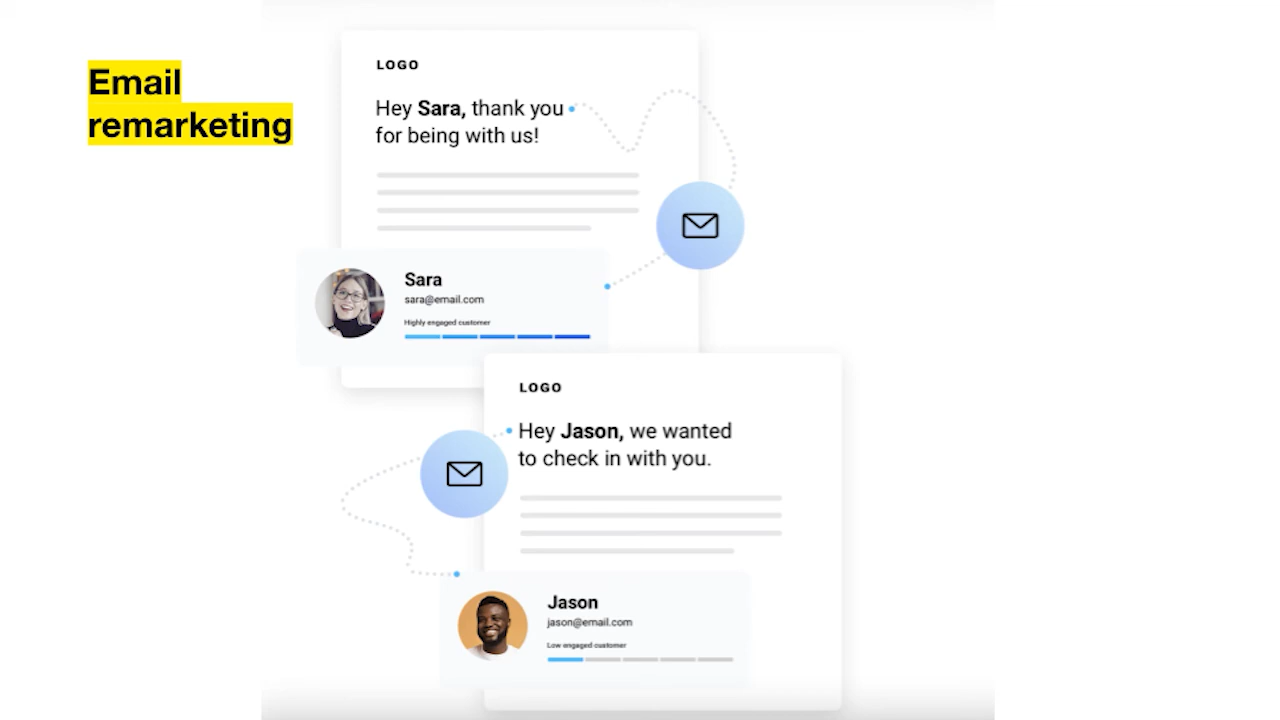 Email
remarketing
LOGO
Hey Sara, thank you
for being with us!
Sara
sara@email.com
Highly engaged customer
LOGO
Hey Jason, we wanted
to check in with you.
Jason
jason@email.com
Low engaged customer